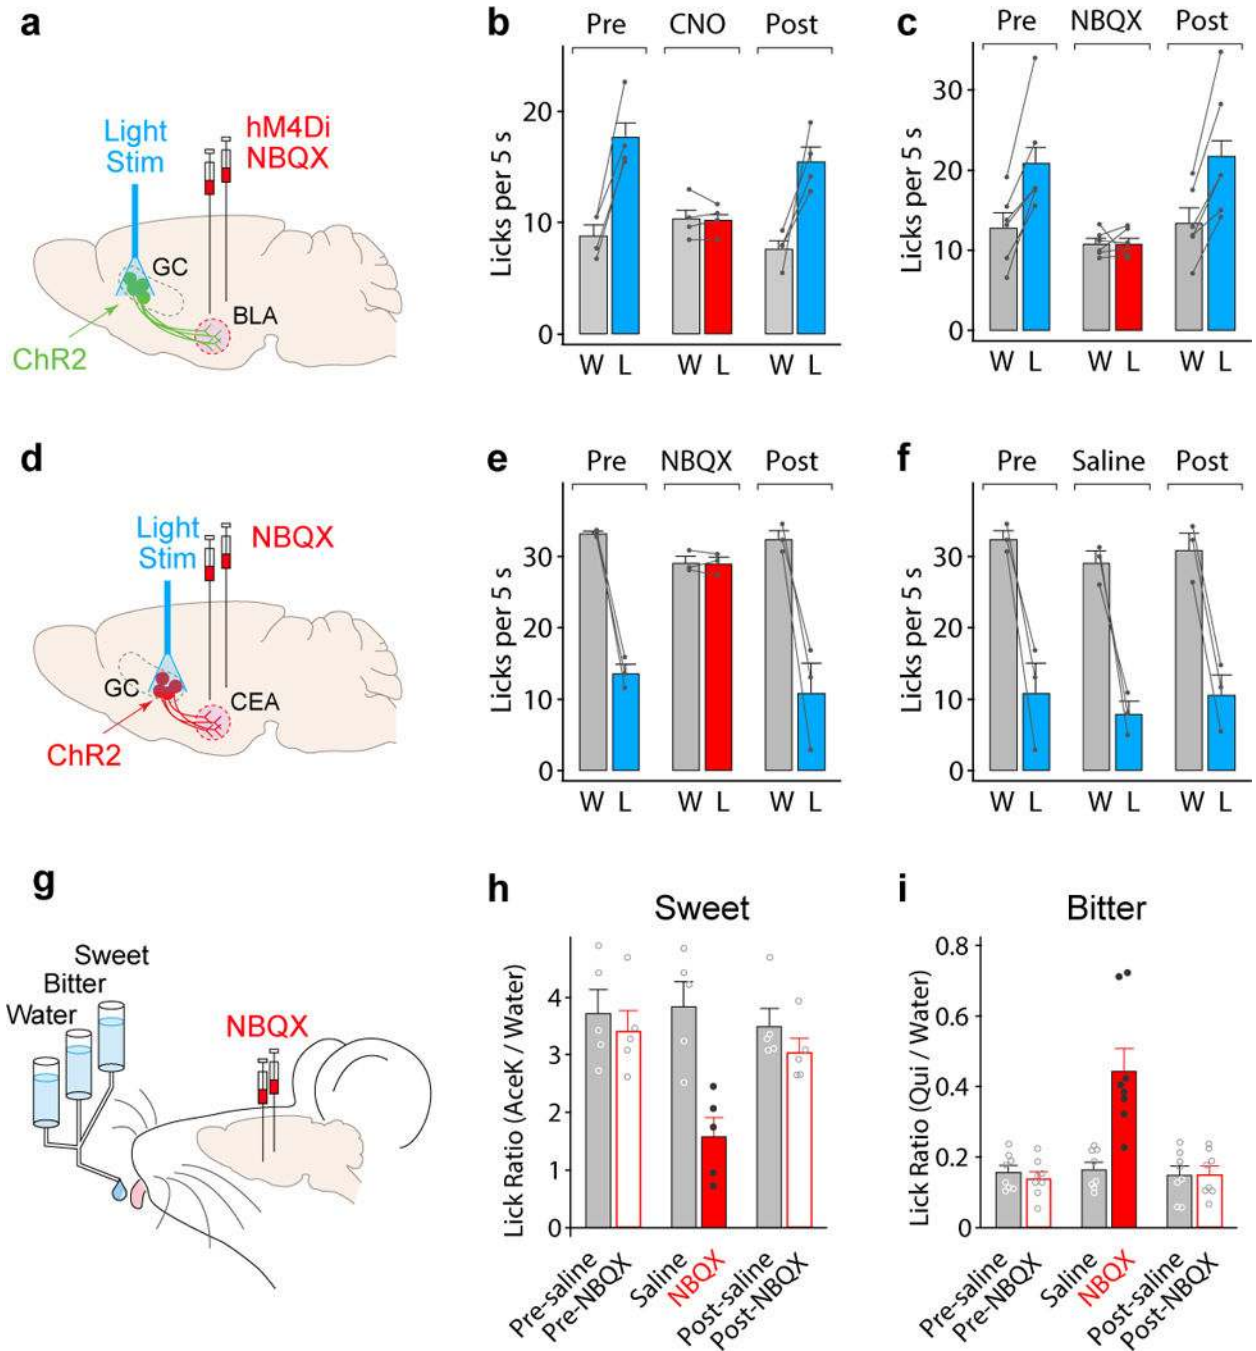 a
Light
Stim
hM4Di
NBQX
GC
BLA
ChR2
b
Pre CNO Post
Licks per 5 s
20
10
0
W L W L W L
c
Pre NBQX Post
Licks per 5 s
30
20
10
0
W L W L W L
d
Light
Stim
NBQX
GC
CEA
ChR2
e
Pre NBQX Post
Licks per 5 s
30
20
10
0
W L W L W L
f
Pre Saline Post
Licks per 5 s
30
20
10
0
W L W L W L
g
Sweet
Bitter
Water
NBQX
h
Sweet
Lick Ratio (AceK / Water)
4
3
2
1
0
Pre-saline
Pre-NBQX
Saline
NBQX
Post-saline
Post-NBQX
i
Bitter
Lick Ratio (Qui / Water)
0.8
0.6
0.4
0.2
0
Pre-saline
Pre-NBQX
Saline
NBQX
Post-saline
Post-NBQX